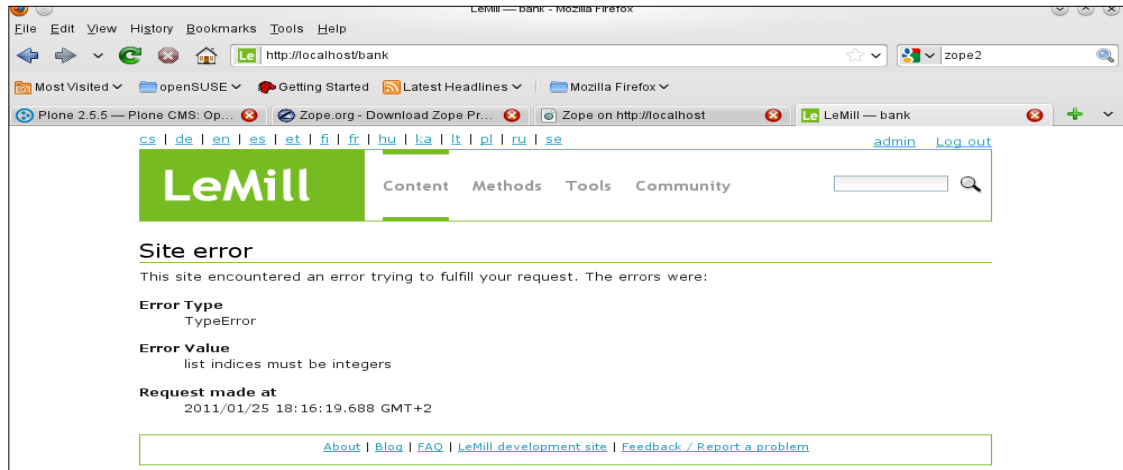 LeMill — bank - Mozilla Firefox
File Edit View History Bookmarks Tools Help
Le http://localhost/bank zope2
Most Visited openSUSE Getting Started Latest Headlines Mozilla Firefox
Plone 2.5.5 — Plone CMS: Op... Zope.org - Download Zope Pr... Zope on http://localhost Le LeMill — bank
cs | de | en | es | et | fi | fr | hu | ka | lt | pl | ru | se admin Log out
LeMill Content Methods Tools Community
Site error
This site encountered an error trying to fulfill your request. The errors were:
Error Type
TypeError
Error Value
list indices must be integers
Request made at
2011/01/25 18:16:19.688 GMT+2
About | Blog | FAQ | LeMill development site | Feedback / Report a problem